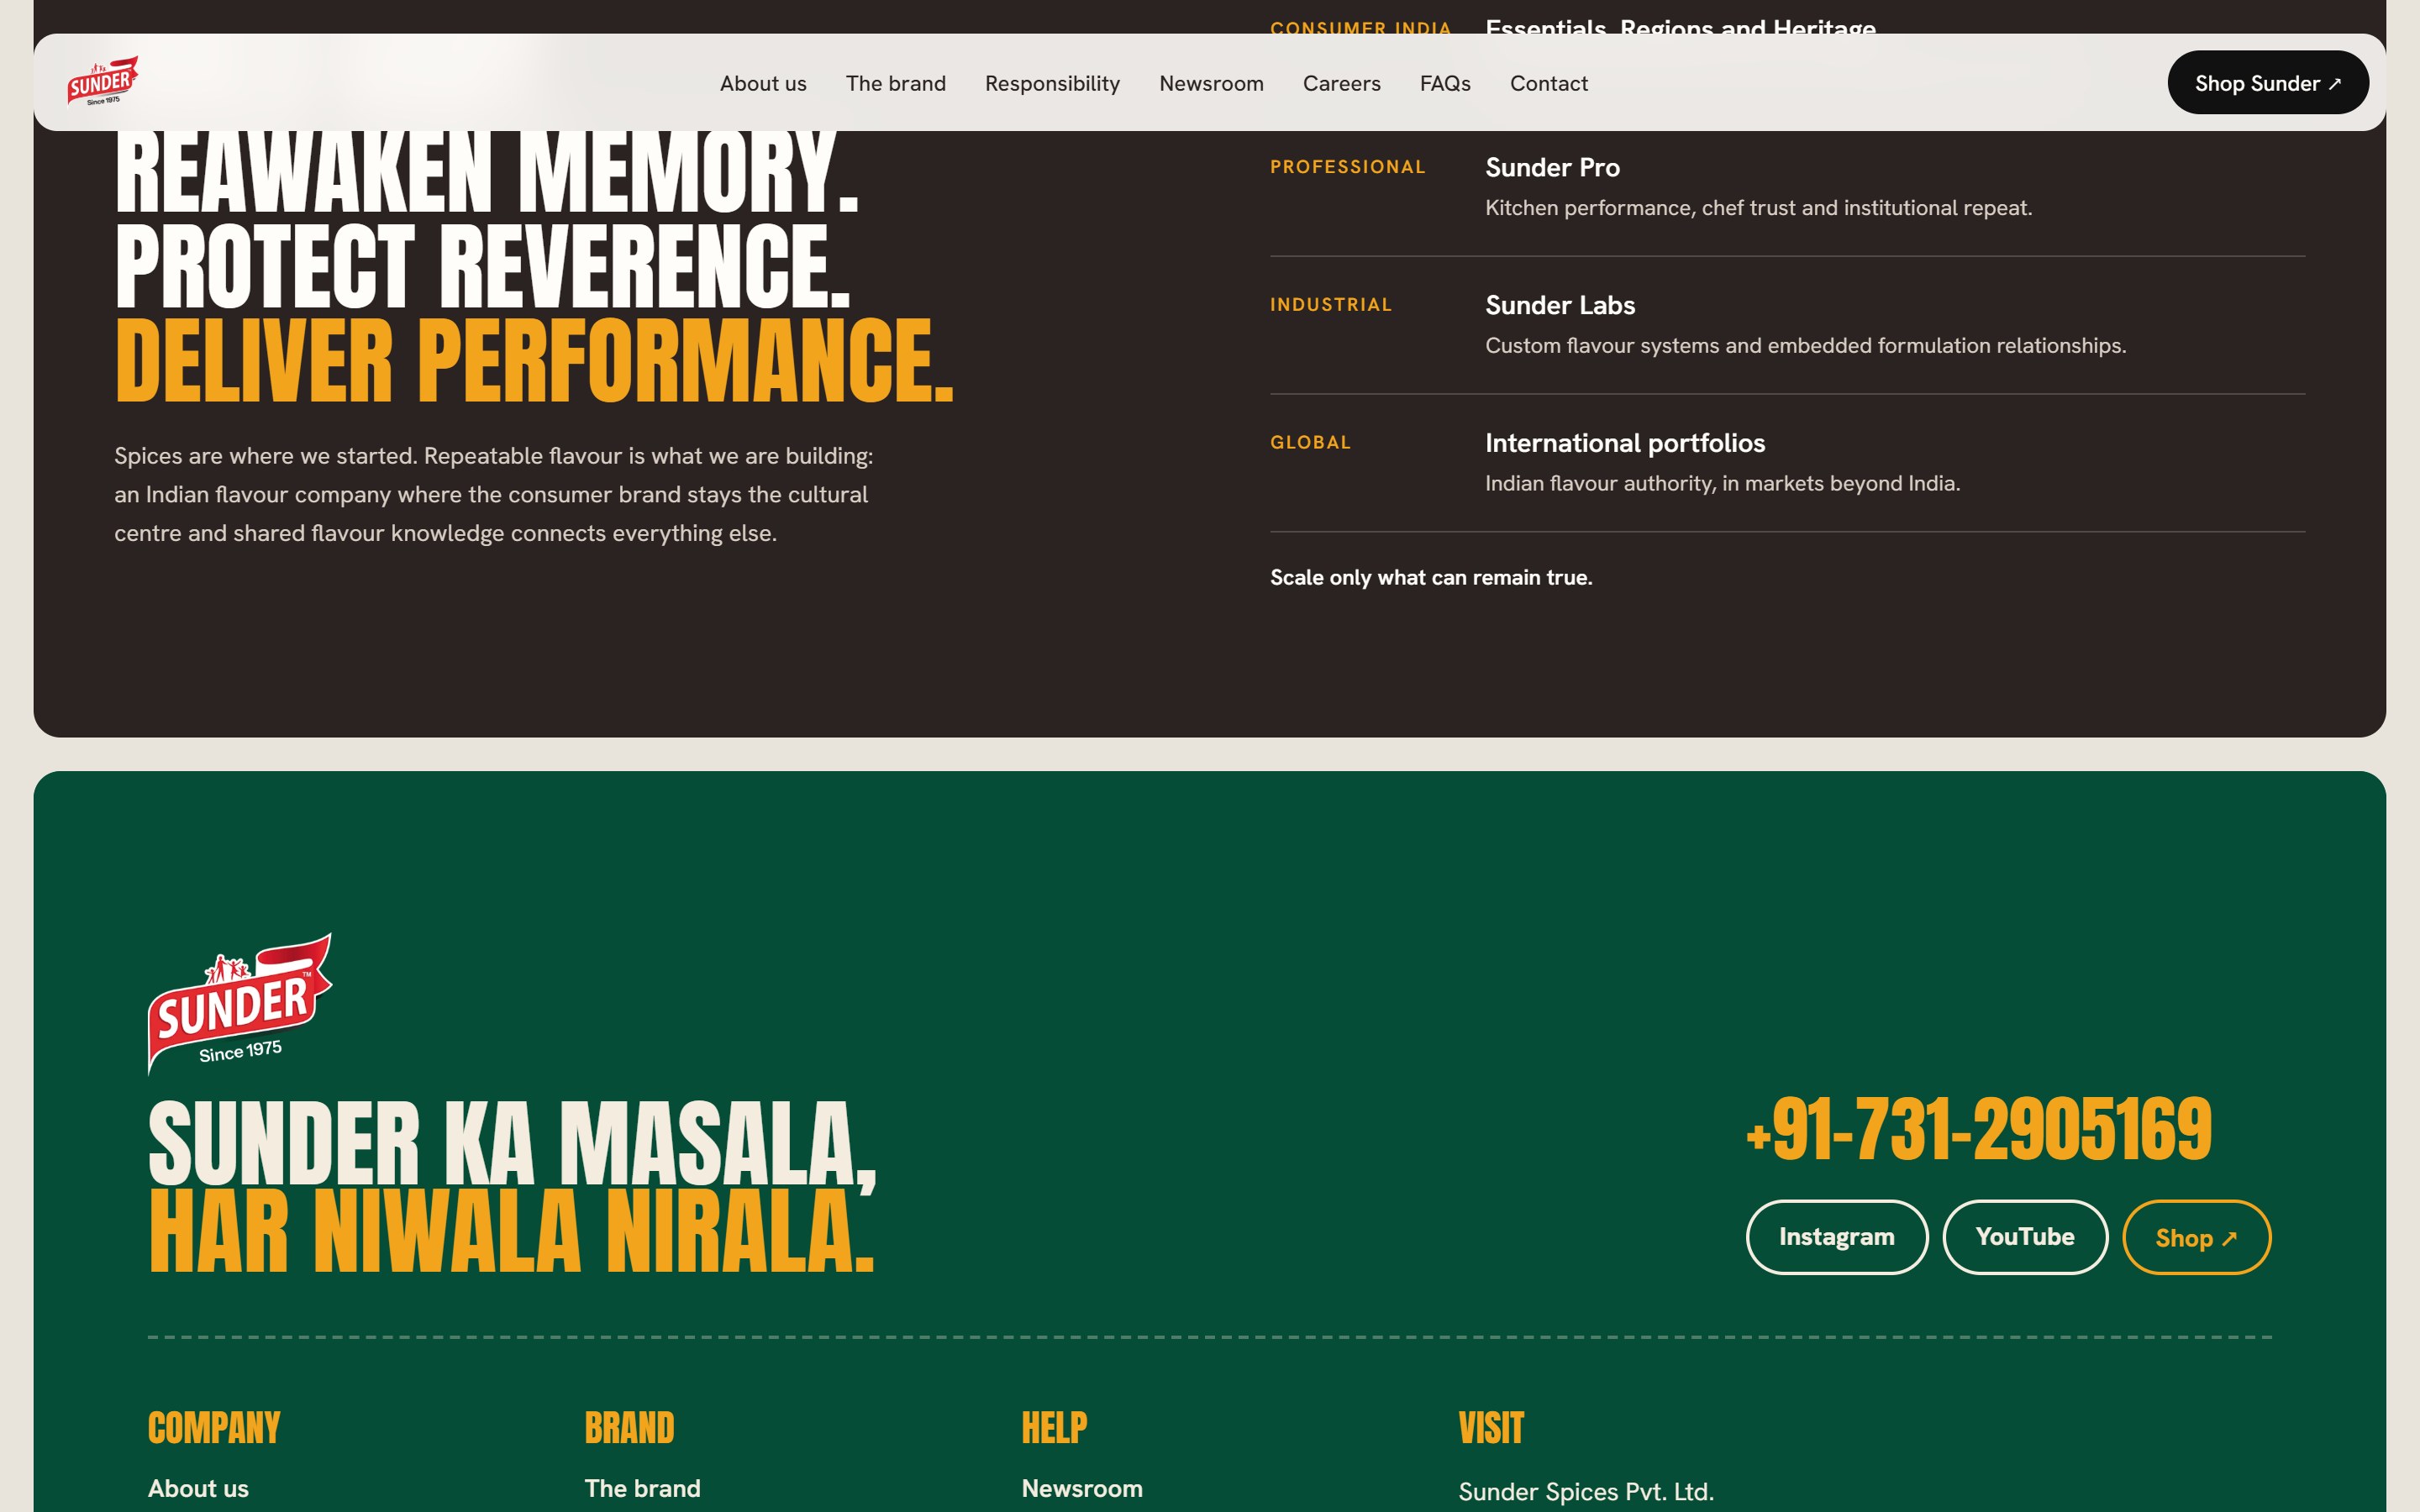 CONSUMER INDIA
Essentials, Regions and Heritage
SUNDER
Since 1975
About us
The brand
Responsibility
Newsroom
Careers
FAQs
Contact
Shop Sunder ↗
REAWAKEN MEMORY.
PROTECT REVERENCE.
DELIVER PERFORMANCE.
Spices are where we started. Repeatable flavour is what we are building:
an Indian flavour company where the consumer brand stays the cultural
centre and shared flavour knowledge connects everything else.
PROFESSIONAL
Sunder Pro
Kitchen performance, chef trust and institutional repeat.
INDUSTRIAL
Sunder Labs
Custom flavour systems and embedded formulation relationships.
GLOBAL
International portfolios
Indian flavour authority, in markets beyond India.
Scale only what can remain true.
SUNDER
TM
Since 1975
SUNDER KA MASALA,
HAR NIWALA NIRALA.
+91-731-2905169
Instagram
YouTube
Shop ↗
COMPANY
About us
BRAND
The brand
HELP
Newsroom
VISIT
Sunder Spices Pvt. Ltd.